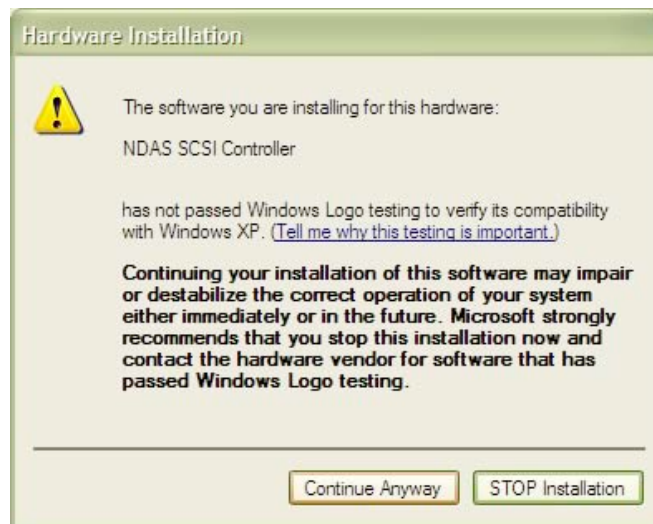 Hardware Installation
The software you are installing for this hardware:
NDAS SCSI Controller
has not passed Windows Logo testing to verify its compatibility
with Windows XP. (Tell me why this testing is important.)
Continuing your installation of this software may impair
or destabilize the correct operation of your system
either immediately or in the future. Microsoft strongly
recommends that you stop this installation now and
contact the hardware vendor for software that has
passed Windows Logo testing.
Continue Anyway
STOP Installation